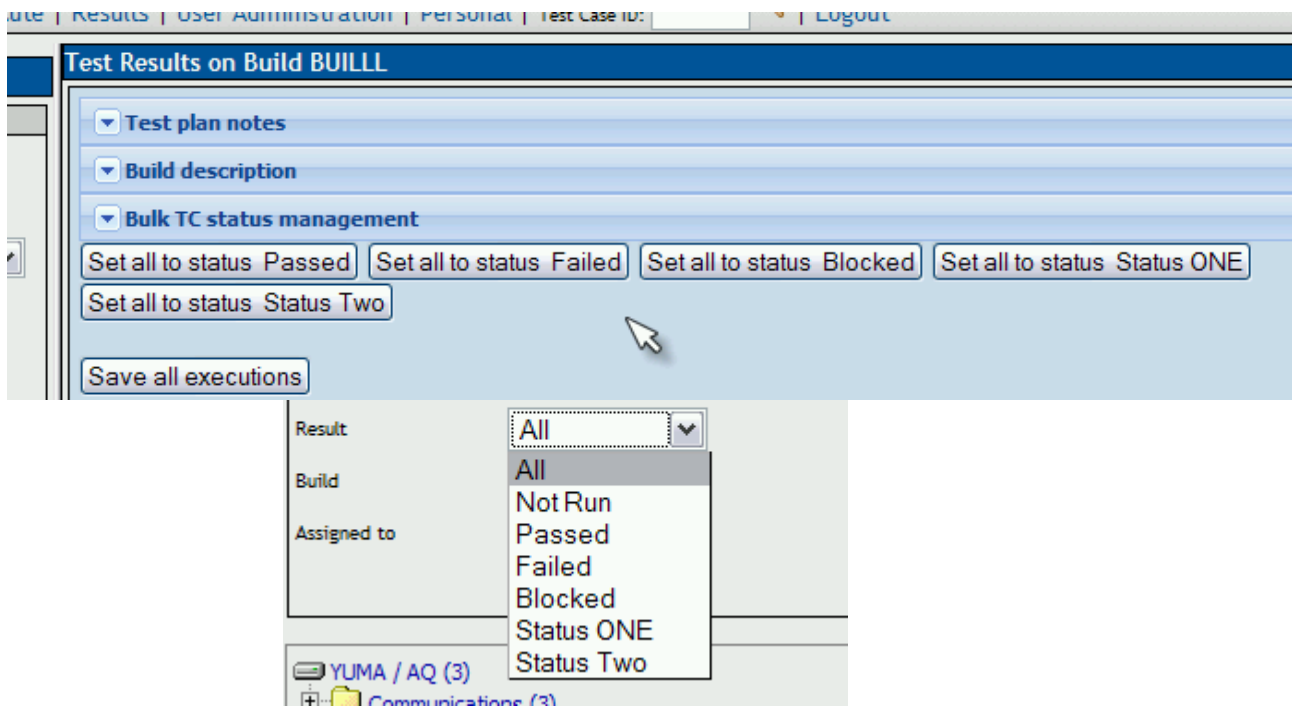 Results | User Administration | Personal | Test Case ID: | Logout
Test Results on Build BUILLL
Test plan notes
Build description
Bulk TC status management
Set all to status Passed Set all to status Failed Set all to status Blocked Set all to status Status ONE
Set all to status Status Two
Save all executions
Result All
All
Build
Not Run
Assigned to Passed
Failed
Blocked
Status ONE
Status Two
YUMA / AQ (3)
Communications (3)